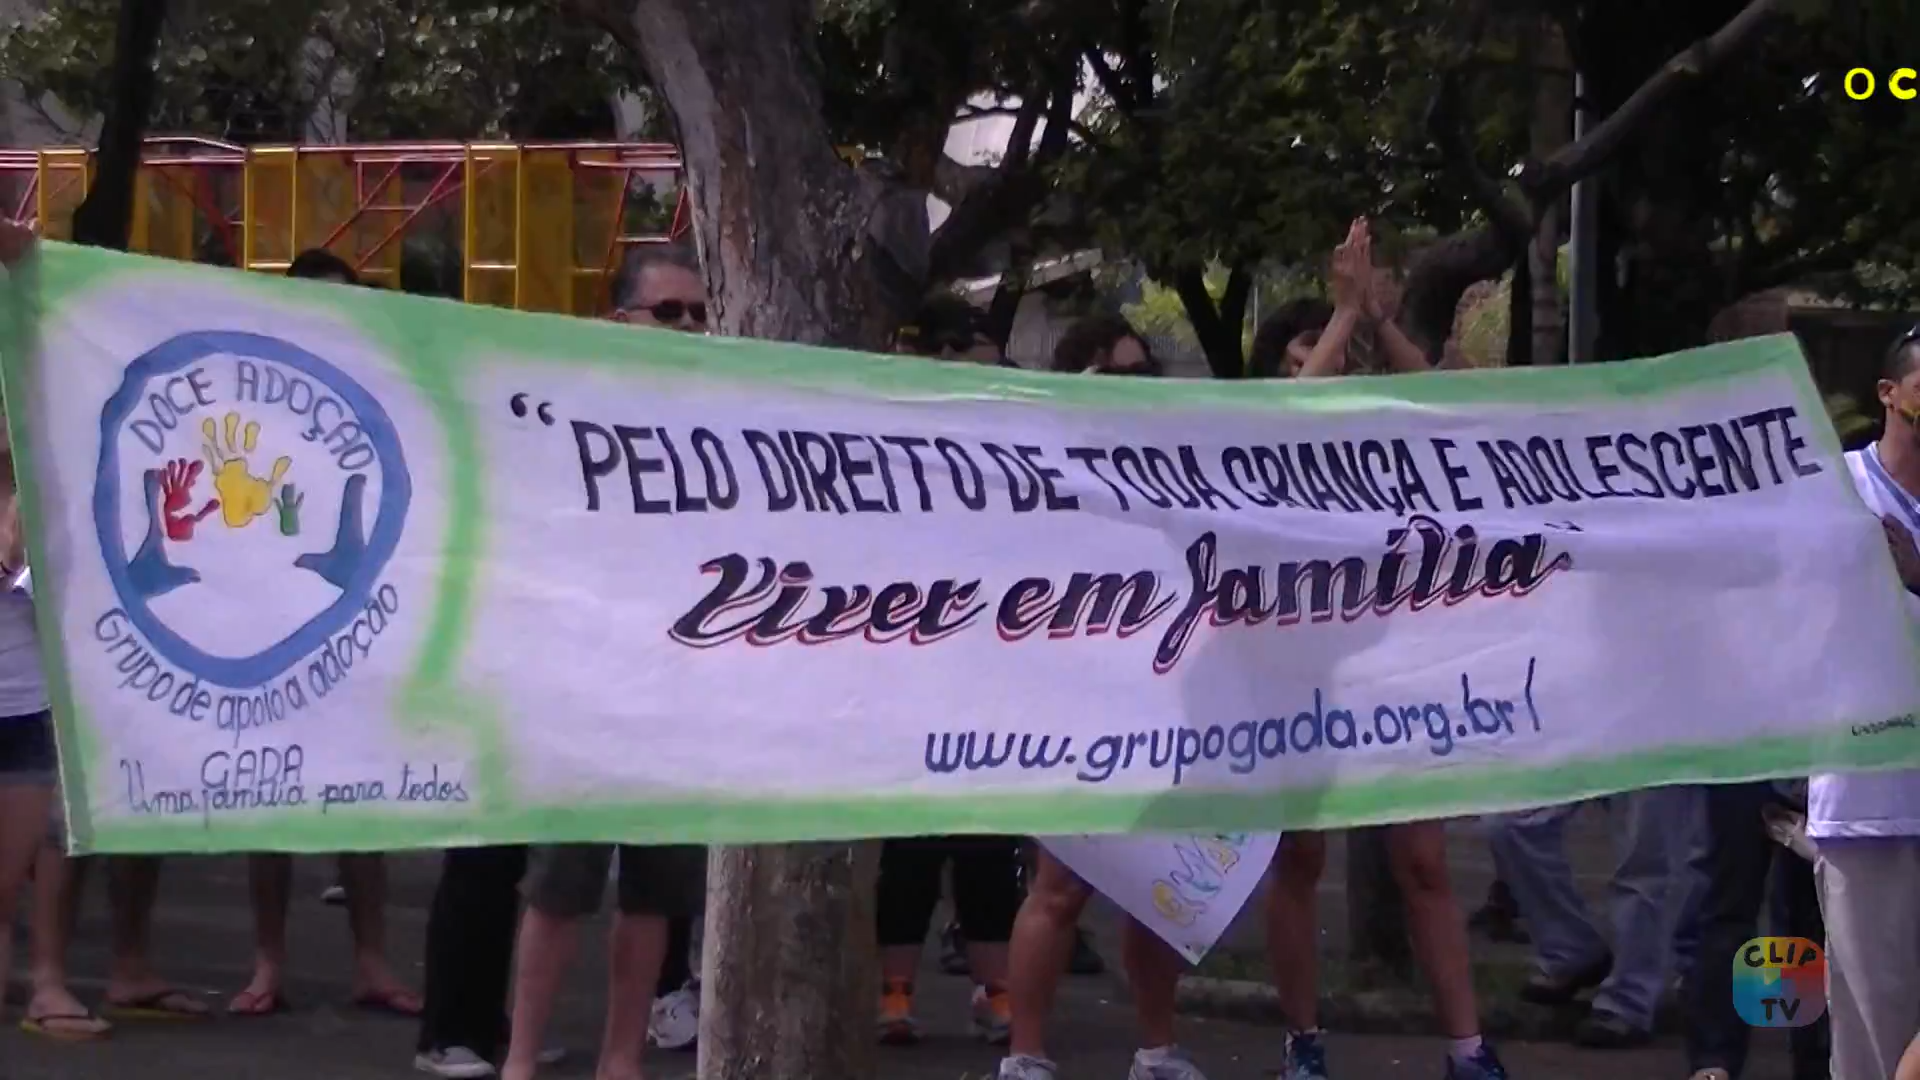 O C
DOCE ADOÇÃO
Grupo de apoio a adoção
GADA
Uma família para todos
“PELO DIREITO DE TODA CRIANÇA E ADOLESCENTE
Viver em família”
www.grupogada.org.br/
CLIP
TV